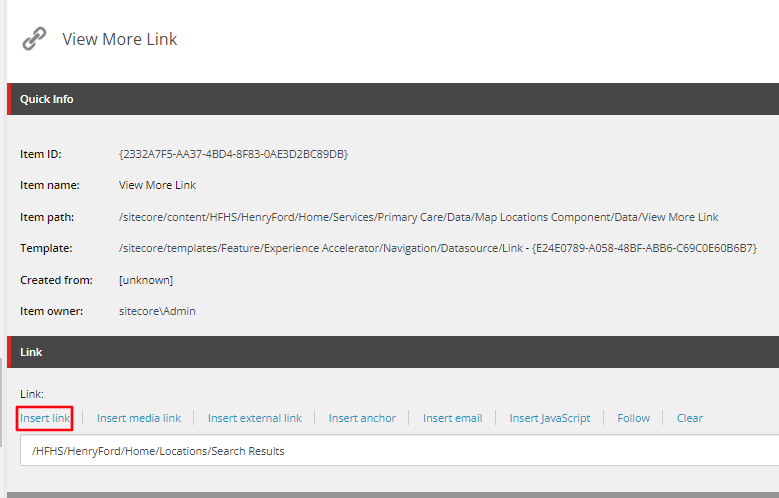 View More Link
Quick Info
Item ID: {2332A7F5-AA37-4BD4-8F83-0AE3D2BC89DB}
Item name: View More Link
Item path: /sitecore/content/HFHS/HenryFord/Home/Services/Primary Care/Data/Map Locations Component/Data/View More Link
Template: /sitecore/templates/Feature/Experience Accelerator/Navigation/Datasource/Link - {E24E0789-A058-48BF-ABB6-C69C0E60B6B7}
Created from: [unknown]
Item owner: sitecore\Admin
Link
Link:
Insert link Insert media link Insert external link Insert anchor Insert email Insert JavaScript Follow Clear
/HFHS/HenryFord/Home/Locations/Search Results